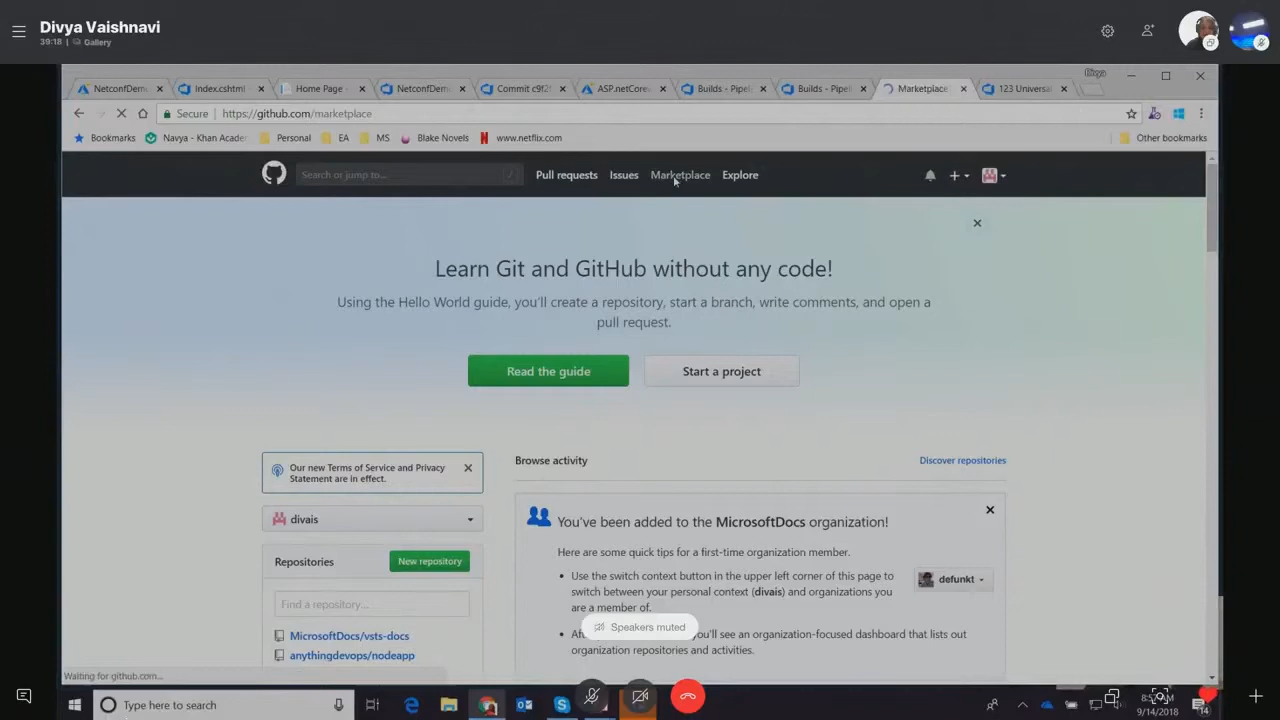 Divya Vaishnavi
39:18 | Gallery
Divya
NetconfDem
Index.cshtml
Home Page -
NetconfDem
Commit c9f2
ASP.netCore
Builds - Pipel
Builds - Pipel
Marketplace
123 Universa
Secure | https://github.com/marketplace
Bookmarks
Navya - Khan Acader
Personal
EA
MS
Blake Novels
www.netflix.com
Other bookmarks
Search or jump to...
/
Pull requests
Issues
Marketplace
Explore
Learn Git and GitHub without any code!
Using the Hello World guide, you'll create a repository, start a branch, write comments, and open a
pull request.
Read the guide
Start a project
Our new Terms of Service and Privacy
Statement are in effect.
Browse activity
Discover repositories
divais
You've been added to the MicrosoftDocs organization!
Here are some quick tips for a first-time organization member.
Repositories
New repository
Use the switch context button in the upper left corner of this page to
switch between your personal context (divais) and organizations you
are a member of.
defunkt
Find a repository...
Speakers muted
you'll see an organization-focused dashboard that lists out
organization repositories and activities.
MicrosoftDocs/vsts-docs
anythingdevops/nodeapp
Waiting for github.com...
Type here to search
9/14/2018
14